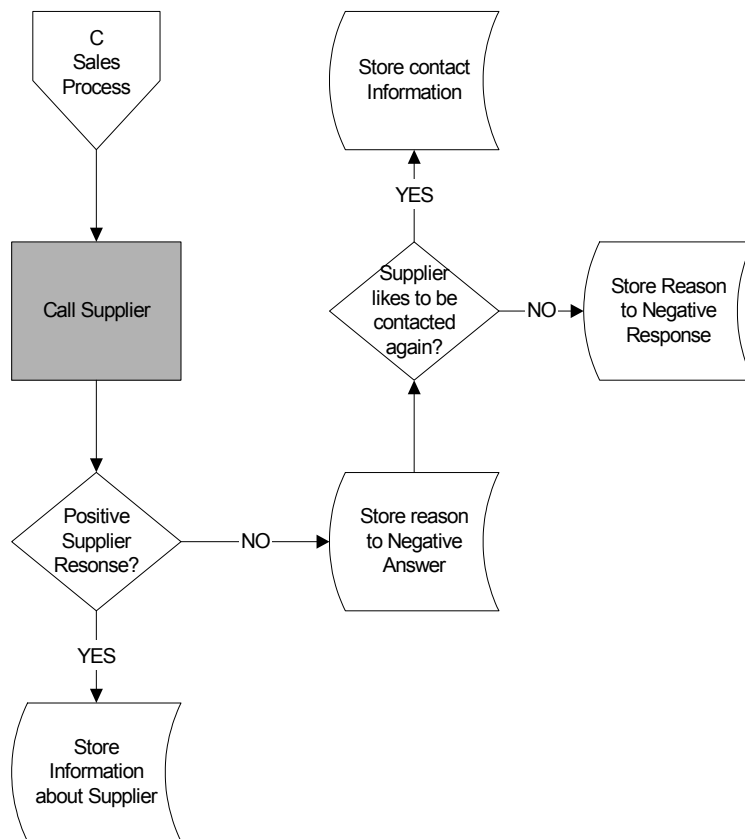 C
Sales
Process
Store contact
Information
YES
Call Supplier
Supplier
likes to be
contacted
again?
NO
Store Reason
to Negative
Response
Positive
Supplier
Resonse?
NO
Store reason
to Negative
Answer
YES
Store
Information
about Supplier